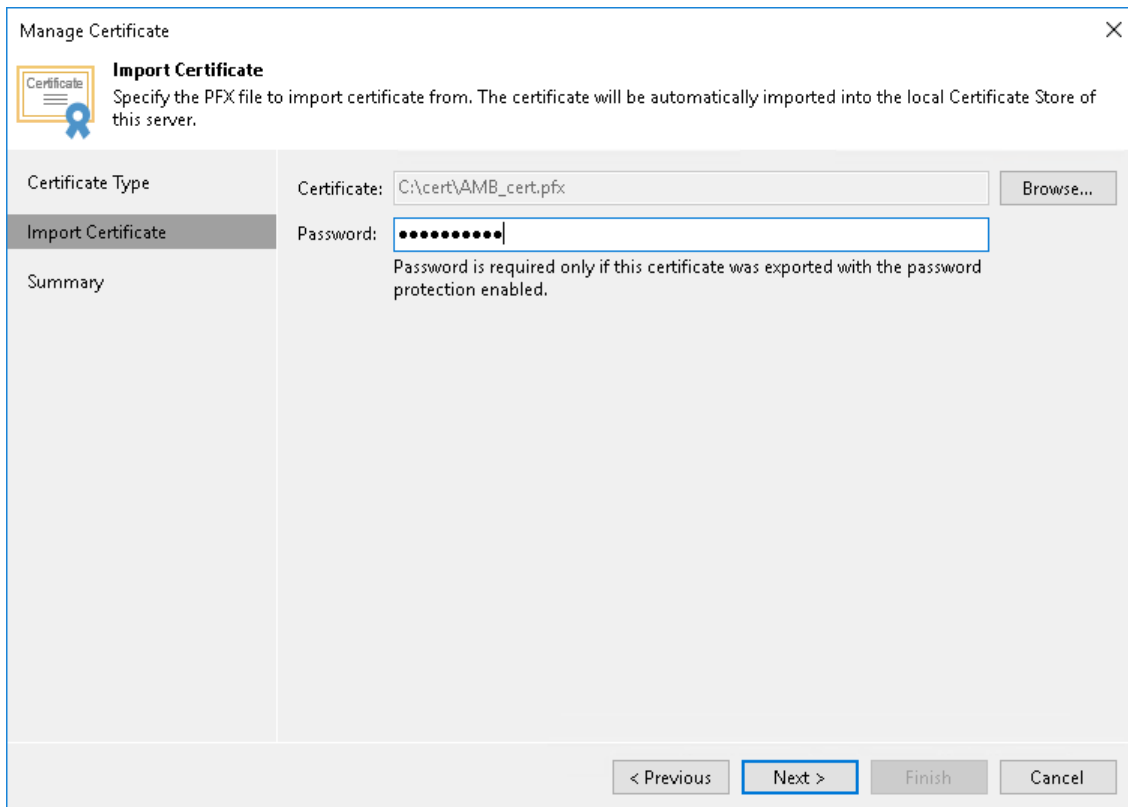 Manage Certificate
Certificate
Import Certificate
Specify the PFX file to import certificate from. The certificate will be automatically imported into the local Certificate Store of
this server.
Certificate Type
Import Certificate
Summary
Certificate: C:\cert\AMB_cert.pfx Browse...
Password: ●●●●●●●●●●
Password is required only if this certificate was exported with the password
protection enabled.
< Previous Next > Finish Cancel